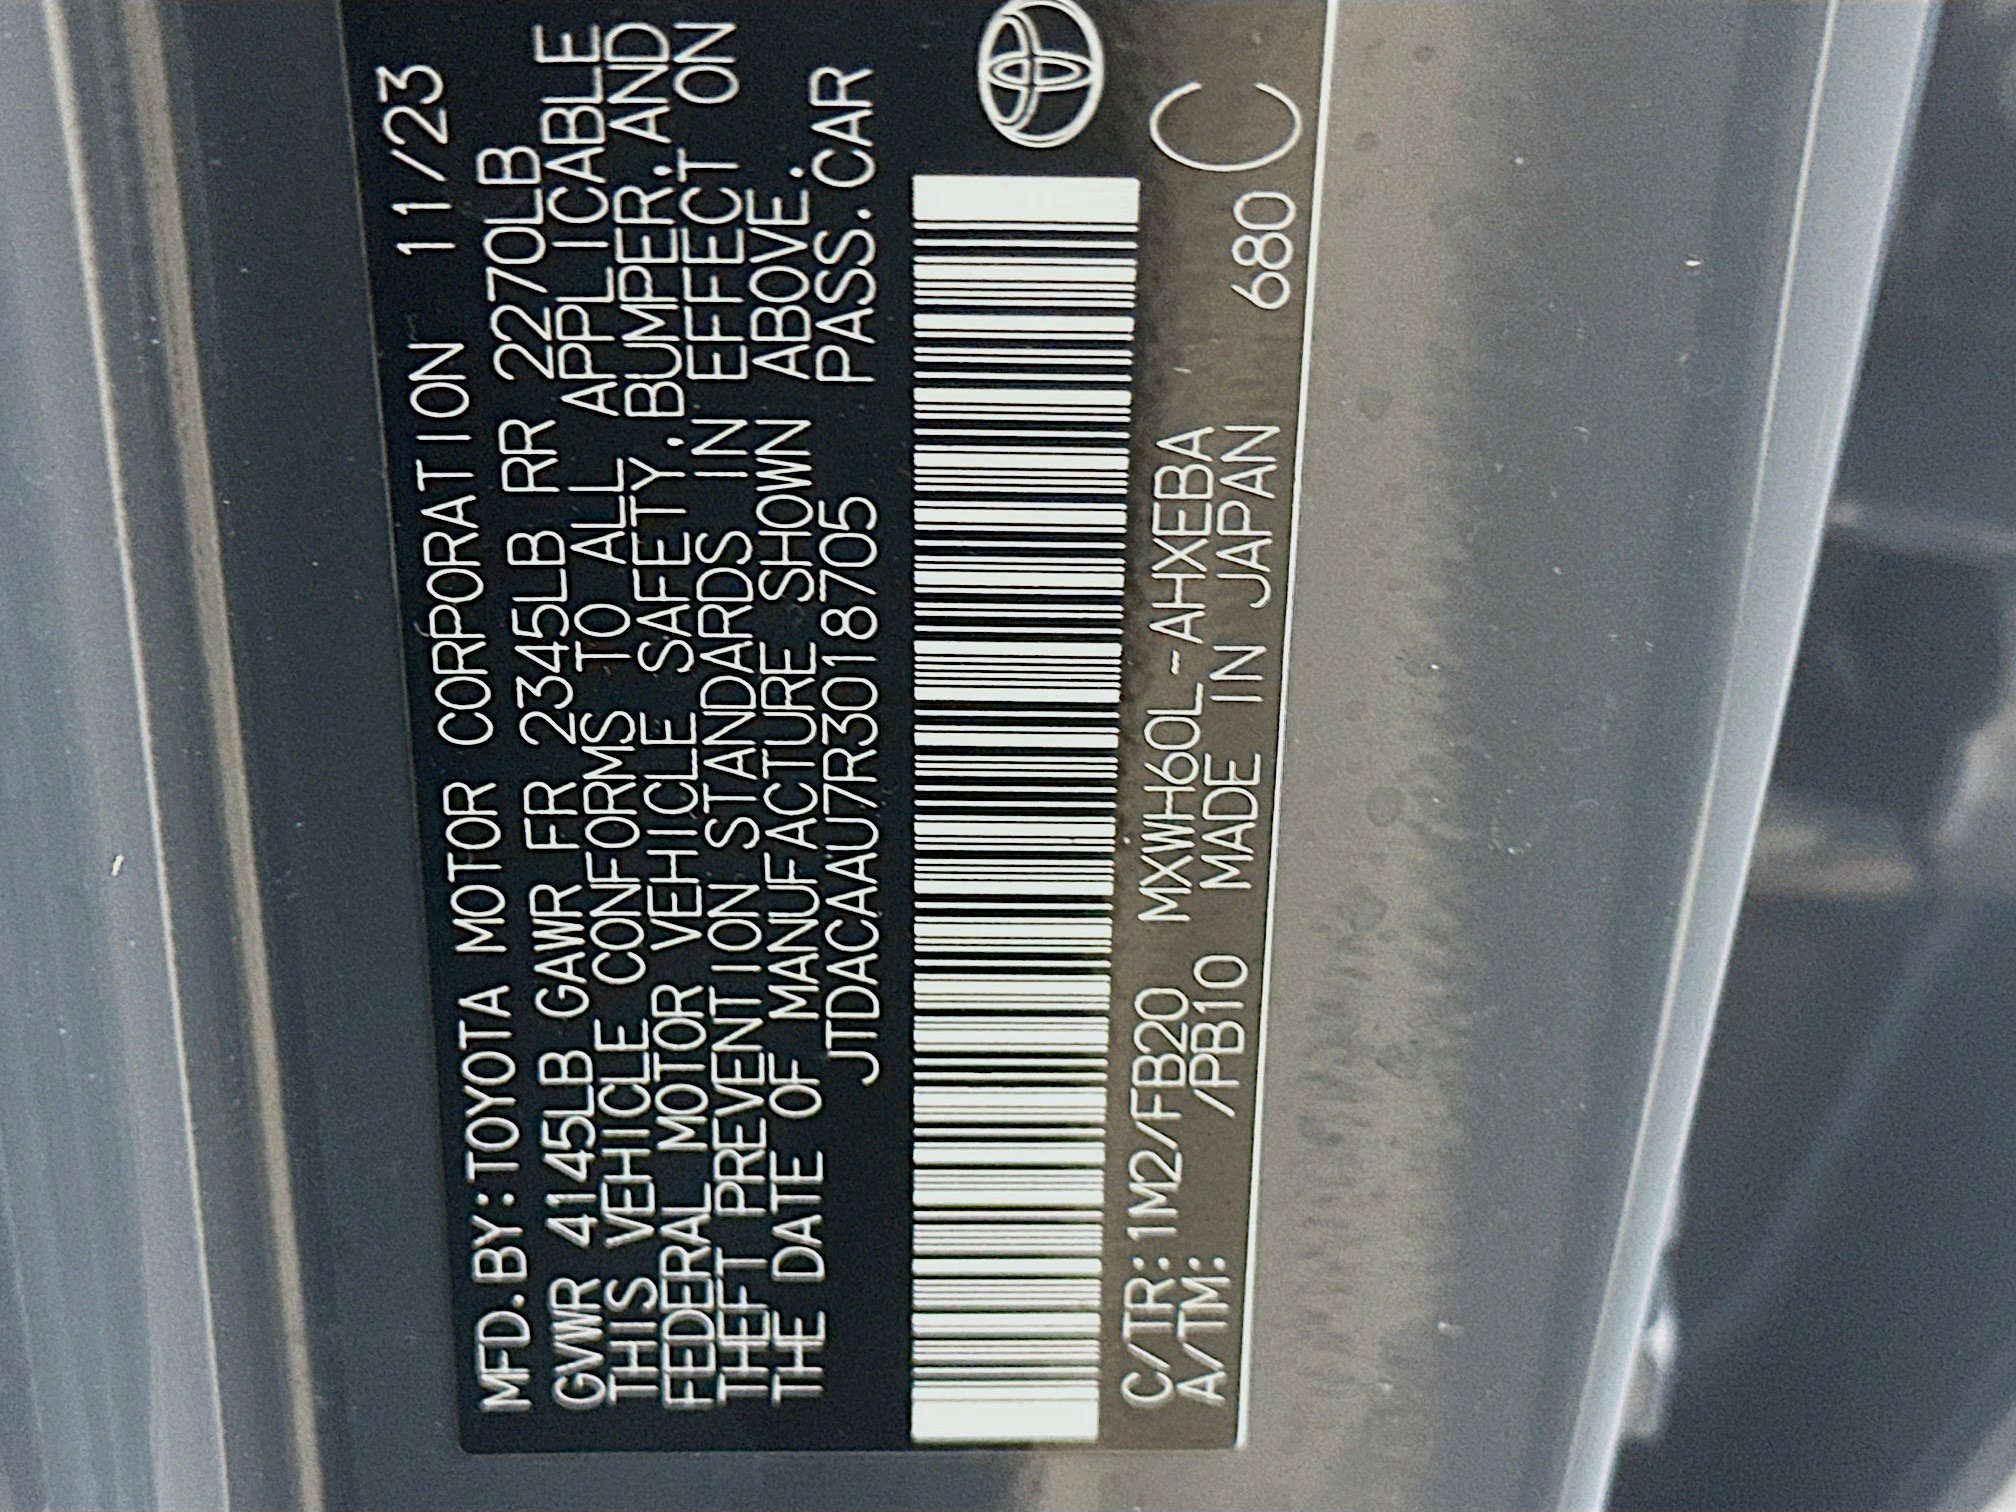 MFD.BY:TOYOTA MOTOR CORPORATION 11/23
GVWR 4145LB GAWR FR 2345LB RR 2270LB
THIS VEHICLE CONFORMS TO ALL APPLICABLE
FEDERAL MOTOR VEHICLE SAFETY.BUMPER.AND
THEFT PREVENTION STANDARDS IN EFFECT ON
THE DATE OF MANUFACTURE SHOWN ABOVE.
JTDACAAU7R3018705 PASS.CAR
C/TR:1M2/FB20 MXWH60L-AHXEBA
A/TM: /PB10 MADE IN JAPAN 680 C